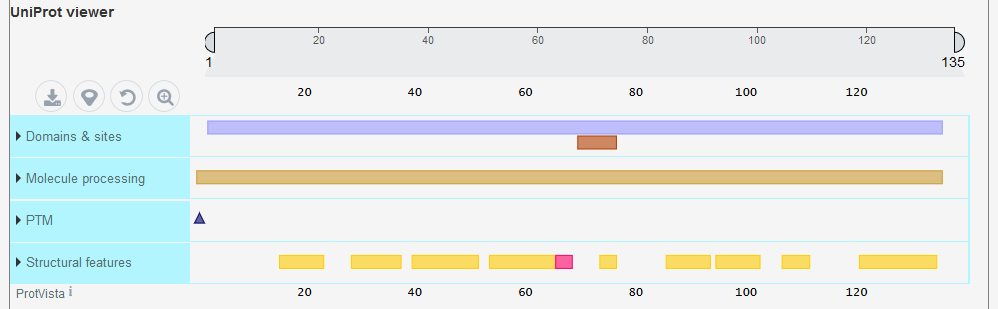 UniProt viewer
20 40 60 80 100 120
1 135
20 40 60 80 100 120
Domains & sites
Molecule processing
PTM
Structural features
ProtVista i 20 40 60 80 100 120